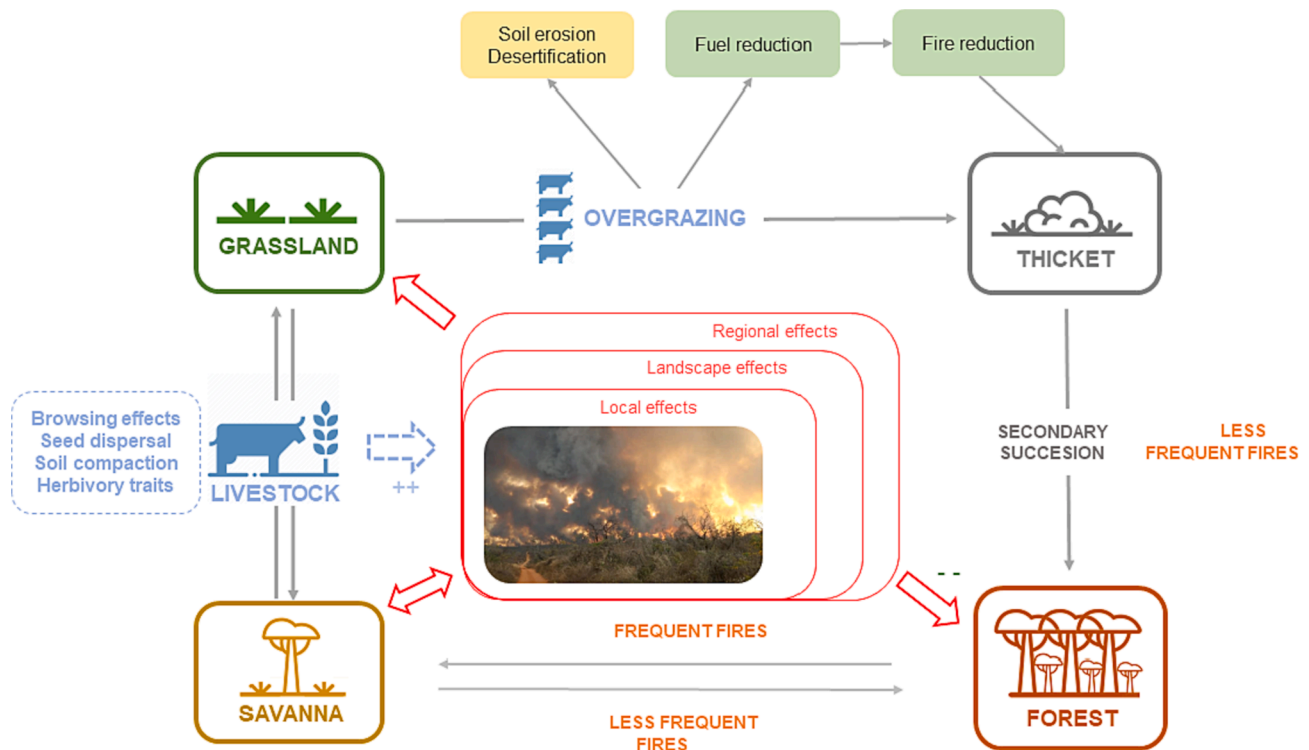 Soil erosion
Desertification
Fuel reduction
Fire reduction
GRASSLAND
OVERGRAZING
THICKET
Regional effects
Landscape effects
Local effects
Browsing effects
Seed dispersal
Soil compaction
Herbivory traits
LIVESTOCK
++
SECONDARY
SUCCESION
LESS
FREQUENT FIRES
- -
FREQUENT FIRES
SAVANNA
LESS FREQUENT
FIRES
FOREST